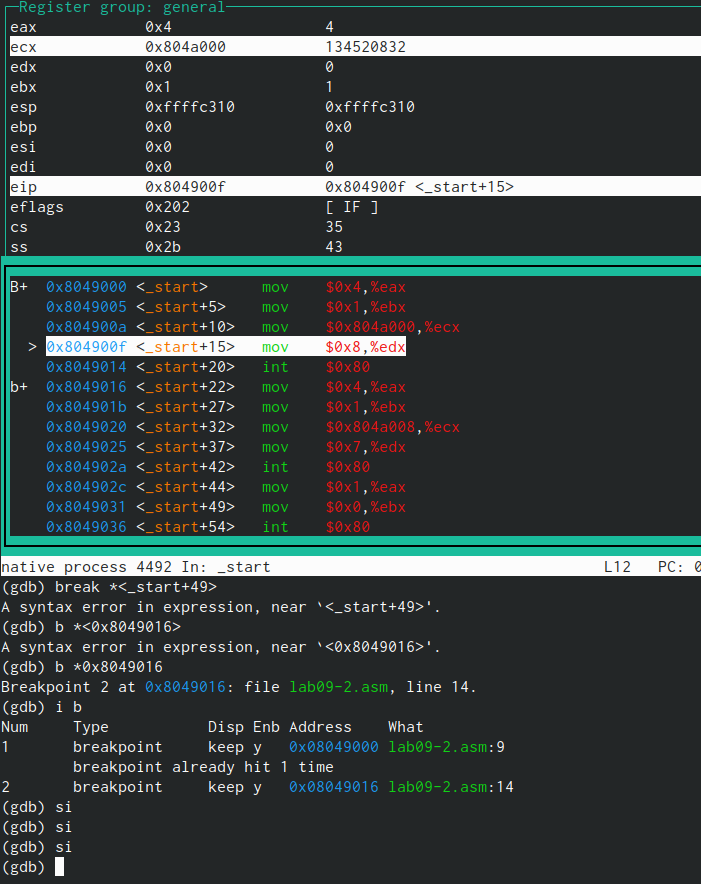 Register group: general
eax 0x4 4
ecx 0x804a000 134520832
edx 0x0 0
ebx 0x1 1
esp 0xffffc310 0xffffc310
ebp 0x0 0x0
esi 0x0 0
edi 0x0 0
eip 0x804900f 0x804900f <_start+15>
eflags 0x202 [ IF ]
cs 0x23 35
ss 0x2b 43
B+ 0x8049000 <_start> mov $0x4,%eax
0x8049005 <_start+5> mov $0x1,%ebx
0x804900a <_start+10> mov $0x804a000,%ecx
> 0x804900f <_start+15> mov $0x8,%edx
0x8049014 <_start+20> int $0x80
b+ 0x8049016 <_start+22> mov $0x4,%eax
0x804901b <_start+27> mov $0x1,%ebx
0x8049020 <_start+32> mov $0x804a008,%ecx
0x8049025 <_start+37> mov $0x7,%edx
0x804902a <_start+42> int $0x80
0x804902c <_start+44> mov $0x1,%eax
0x8049031 <_start+49> mov $0x0,%ebx
0x8049036 <_start+54> int $0x80
native process 4492 In: _start L12 PC: 0
(gdb) break *<_start+49>
A syntax error in expression, near `<_start+49>'.
(gdb) b *<0x8049016>
A syntax error in expression, near `<0x8049016>'.
(gdb) b *0x8049016
Breakpoint 2 at 0x8049016: file lab09-2.asm, line 14.
(gdb) i b
Num Type Disp Enb Address What
1 breakpoint keep y 0x08049000 lab09-2.asm:9
breakpoint already hit 1 time
2 breakpoint keep y 0x08049016 lab09-2.asm:14
(gdb) si
(gdb) si
(gdb) si
(gdb)